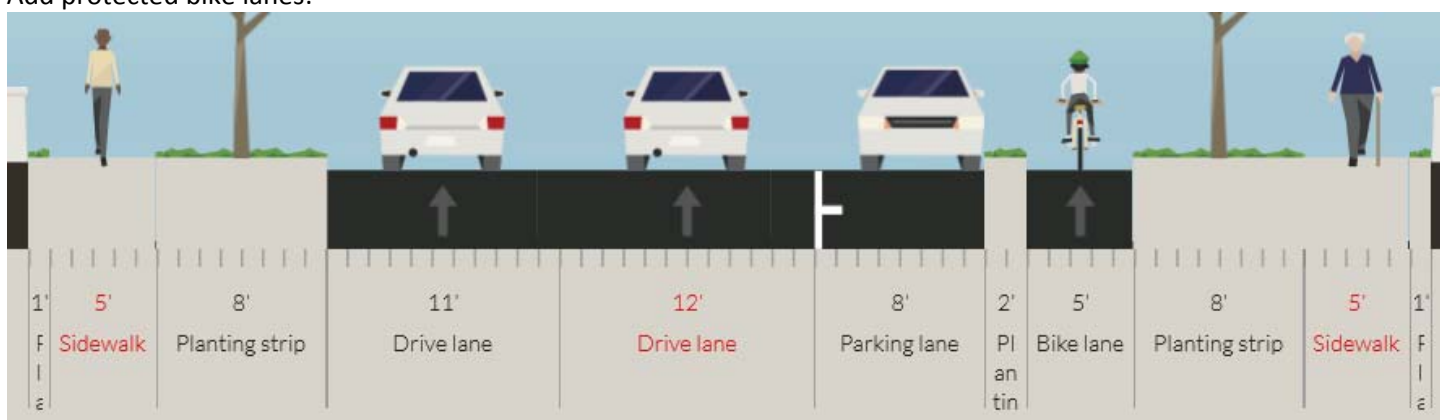 Add protected bike lanes:
1' 5' 8' 11' 12' 8' 2' 5' 8' 5' 1'
Sidewalk Planting strip Drive lane Drive lane Parking lane Pl Bike lane Planting strip Sidewalk
an
tin